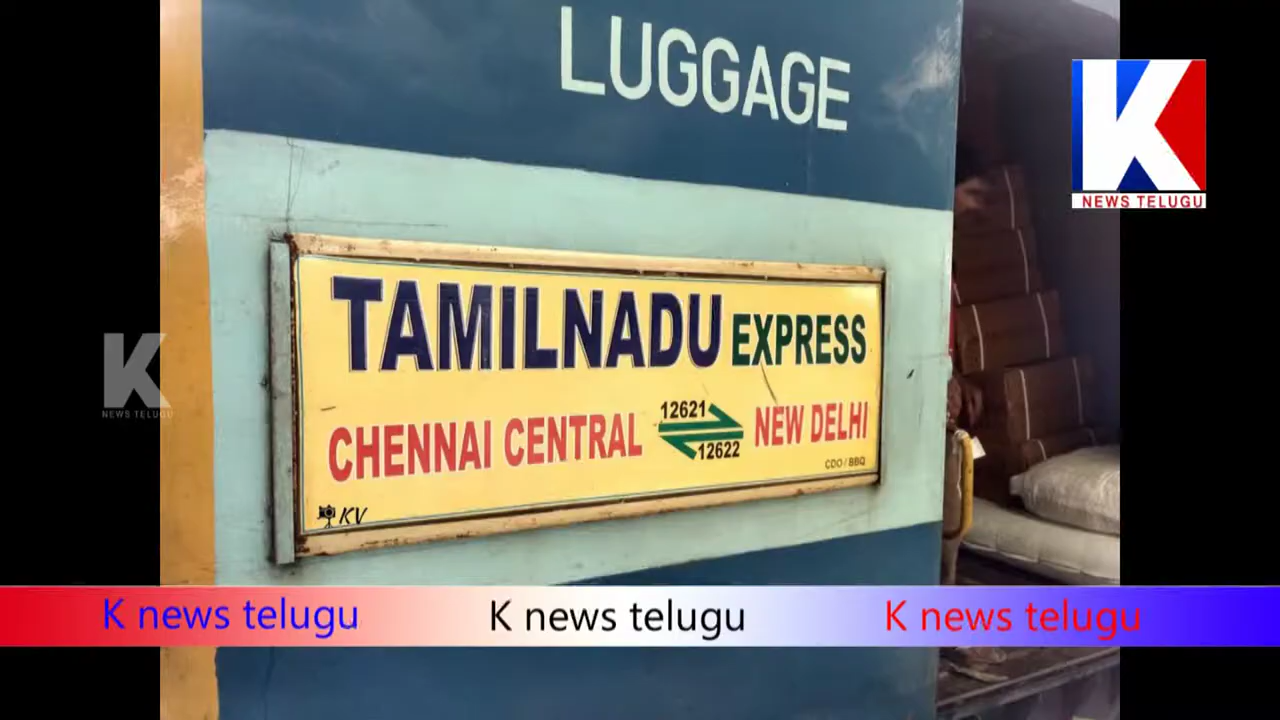 LUGGAGE
K
NEWS TELUGU
TAMILNADU EXPRESS
12621
CHENNAI CENTRAL NEW DELHI
12622
CDO / BBQ
KV
K
NEWS TELUGU
K news telugu K news telugu K news telugu